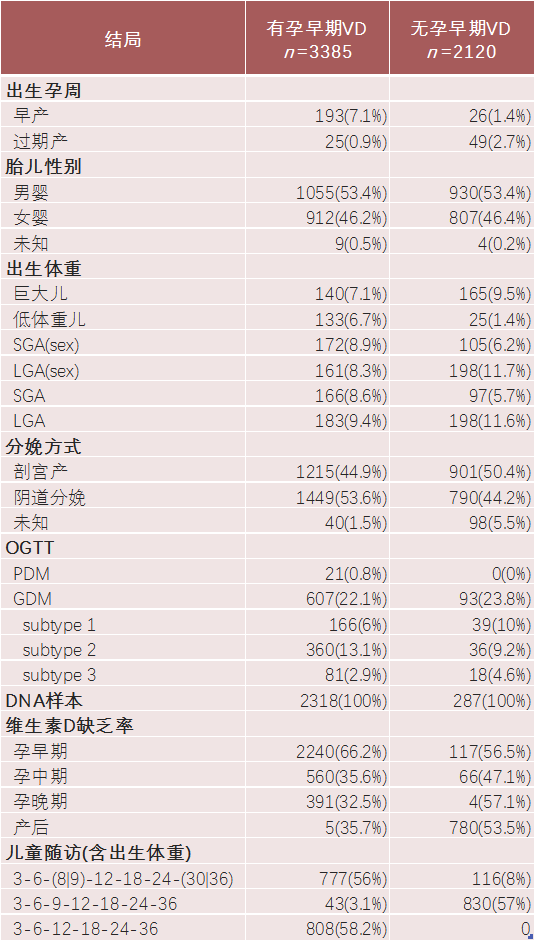 结局 有孕早期VD n=3385 无孕早期VD n=2120
出生孕周
早产 193(7.1%) 26(1.4%)
过期产 25(0.9%) 49(2.7%)
胎儿性别
男婴 1055(53.4%) 930(53.4%)
女婴 912(46.2%) 807(46.4%)
未知 9(0.5%) 4(0.2%)
出生体重
巨大儿 140(7.1%) 165(9.5%)
低体重儿 133(6.7%) 25(1.4%)
SGA(sex) 172(8.9%) 105(6.2%)
LGA(sex) 161(8.3%) 198(11.7%)
SGA 166(8.6%) 97(5.7%)
LGA 183(9.4%) 198(11.6%)
分娩方式
剖宫产 1215(44.9%) 901(50.4%)
阴道分娩 1449(53.6%) 790(44.2%)
未知 40(1.5%) 98(5.5%)
OGTT
PDM 21(0.8%) 0(0%)
GDM 607(22.1%) 93(23.8%)
subtype 1 166(6%) 39(10%)
subtype 2 360(13.1%) 36(9.2%)
subtype 3 81(2.9%) 18(4.6%)
DNA样本 2318(100%) 287(100%)
维生素D缺乏率
孕早期 2240(66.2%) 117(56.5%)
孕中期 560(35.6%) 66(47.1%)
孕晚期 391(32.5%) 4(57.1%)
产后 5(35.7%) 780(53.5%)
儿童随访(含出生体重)
3-6-(8|9)-12-18-24-(30|36) 777(56%) 116(8%)
3-6-9-12-18-24-36 43(3.1%) 830(57%)
3-6-12-18-24-36 808(58.2%) 0